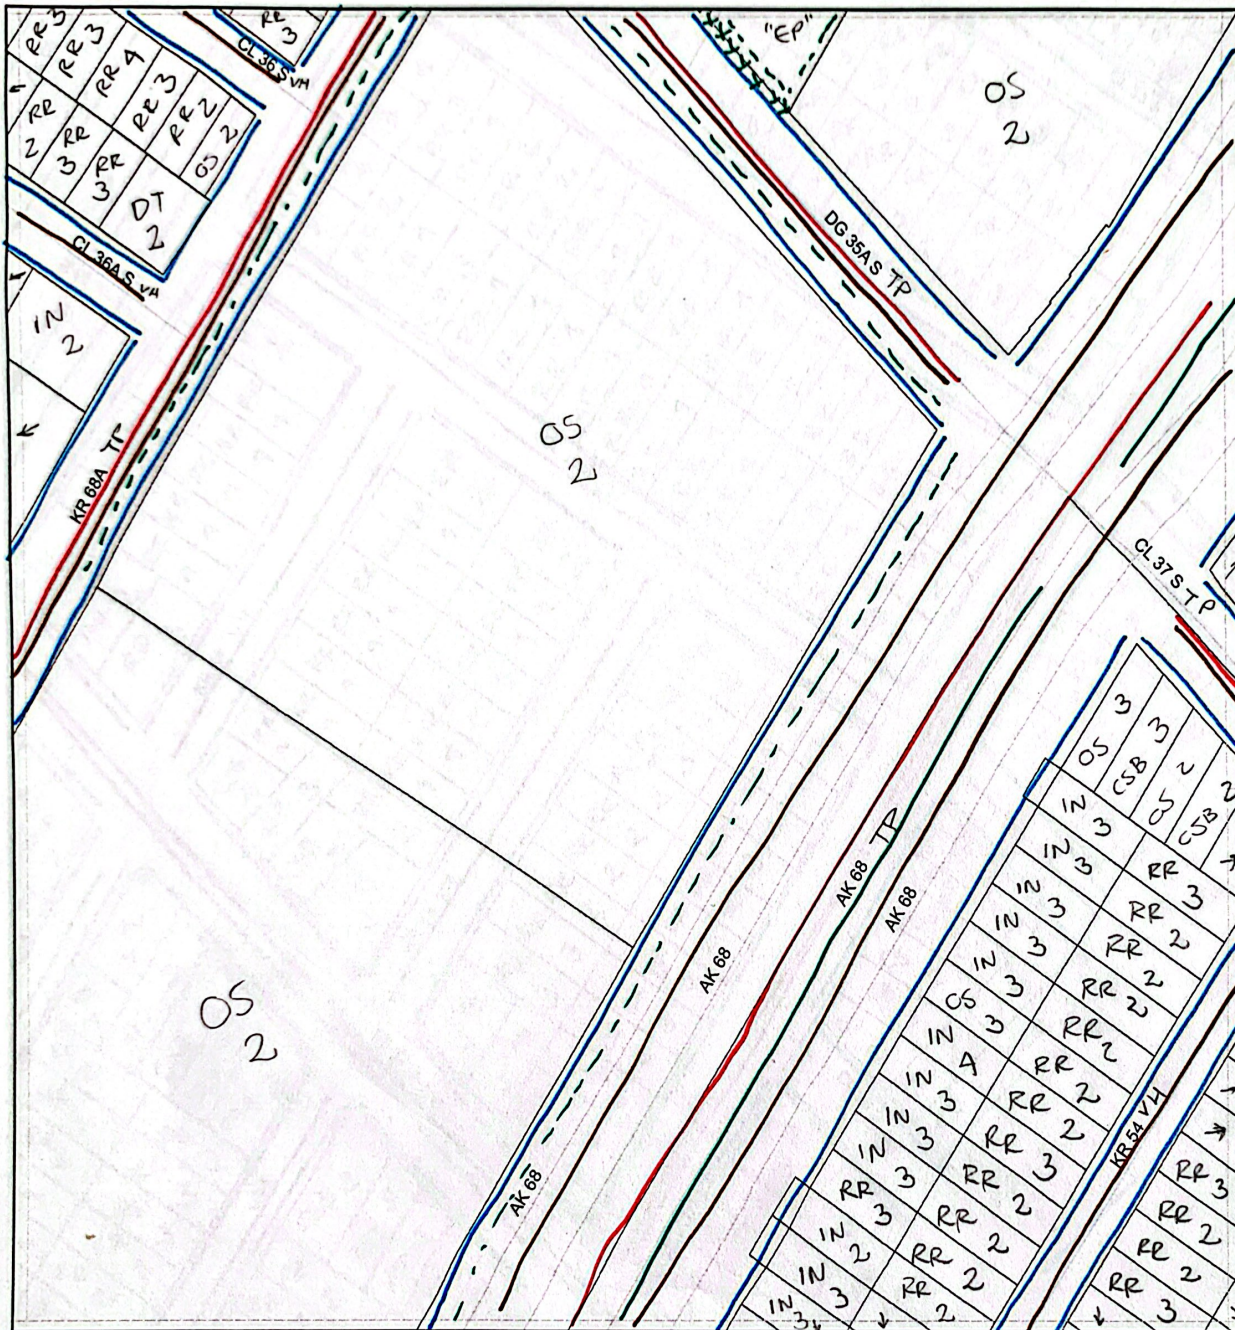 RR 3
RR 3
RR 4
RR 3
RR 2
OS 2
RR
2
RR
3
RR
3
DT
2
RR
3
CL 36 S VH
CL 36A S VH
IN
2
KR 68A TP
"EP"
OS
2
DG 35A S TP
OS
2
CL 37 S TP
OS 3
CSB 3
OS 2
CSB 2
IN 3
RR 3
IN 3
RR 2
IN 3
RR 2
IN 3
RR 2
IN 3
RR 2
OS 3
RR 2
IN 4
RR 2
IN 3
RR 3
IN 3
RR 2
IN 3
RR 2
RR 3
RR 2
IN 2
RR 2
IN 3
IN 3
AK 68 TP
AK 68
AK 68
AK 68
OS
2
KR 54 VH
RR 3
RR 2
RR 2
RR 3